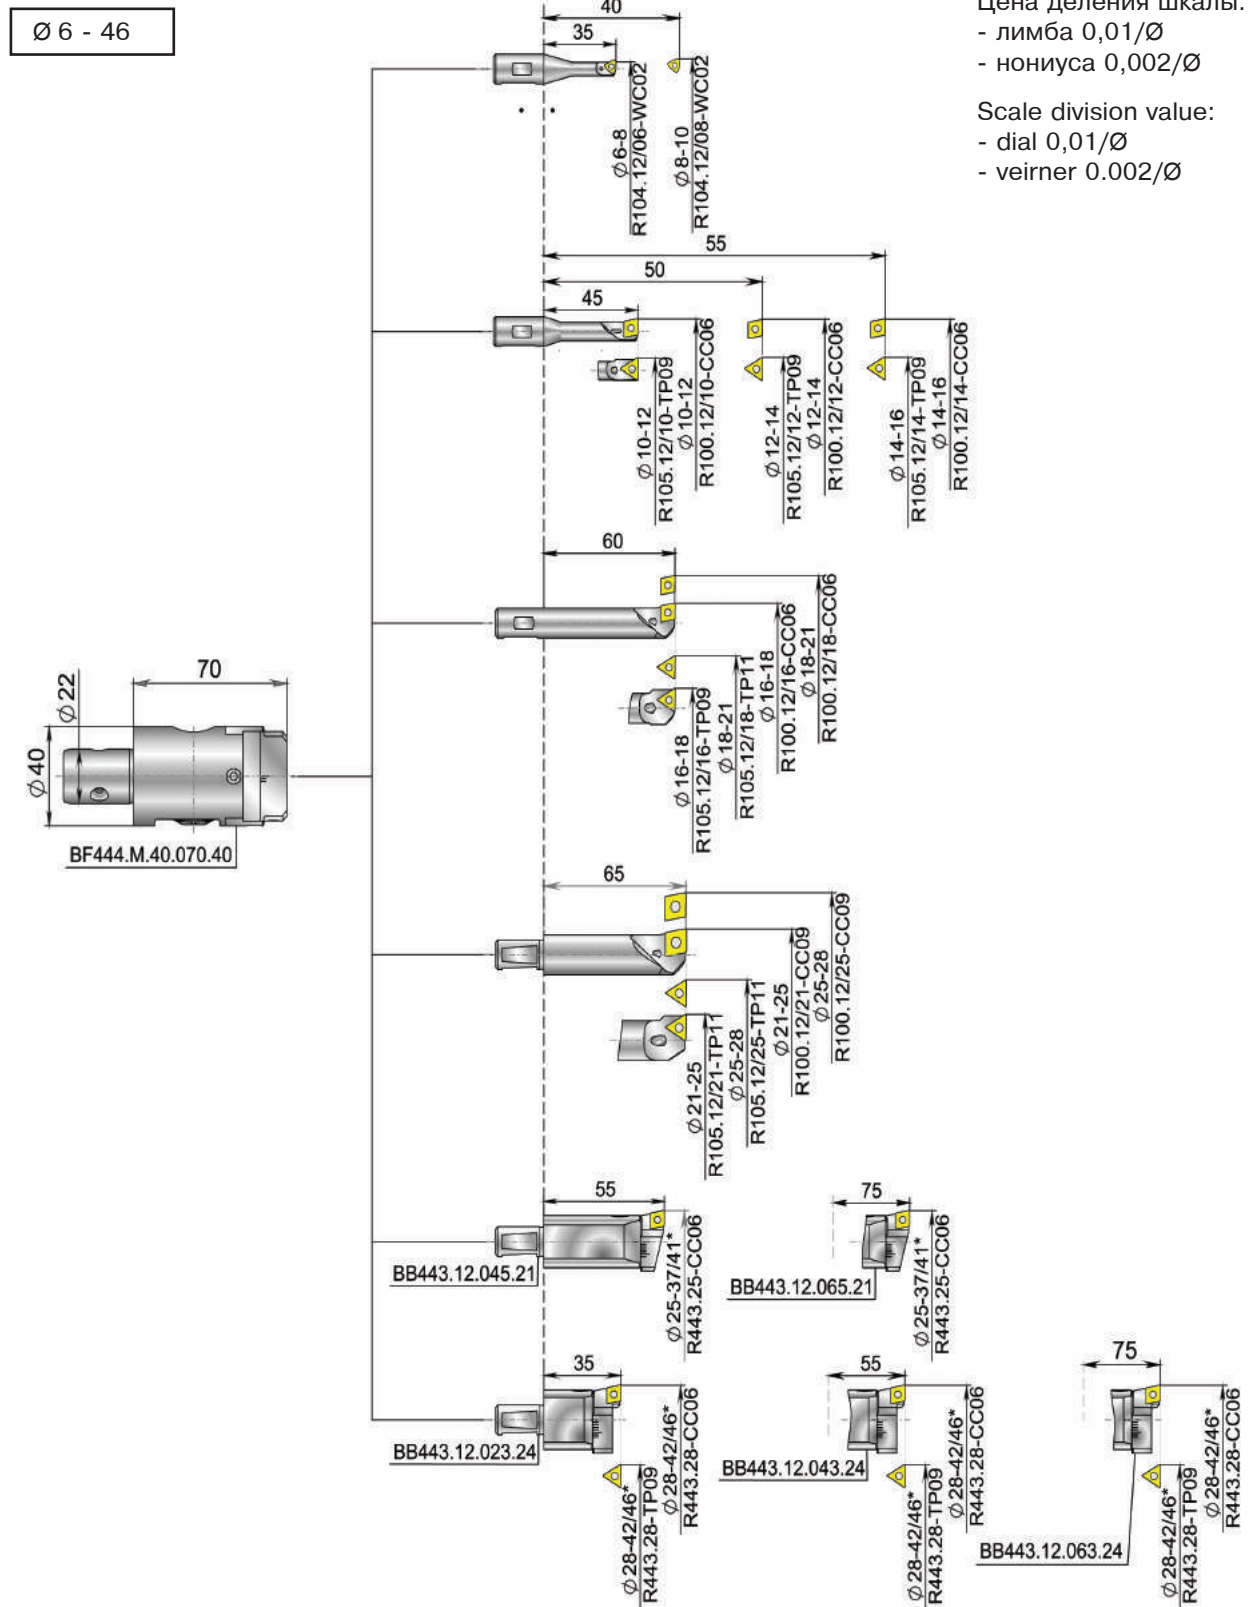 Ø 6 - 46
Цена деления шкалы:
- лимба 0,01/Ø
- нониуса 0,002/Ø
Scale division value:
- dial 0,01/Ø
- veirner 0.002/Ø
40
35
Ø6-8
R104.12/06-WC02
Ø8-10
R104.12/08-WC02
55
50
45
Ø10-12
R105.12/10-TP09
Ø10-12
R100.12/10-CC06
Ø12-14
R105.12/12-TP09
Ø12-14
R100.12/12-CC06
Ø14-16
R105.12/14-TP09
Ø14-16
R100.12/14-CC06
60
Ø16-18
R105.12/16-TP09
Ø18-21
R105.12/18-TP11
Ø16-18
R100.12/16-CC06
Ø18-21
R100.12/18-CC06
70
Ø22
Ø40
BF444.M.40.070.40
65
Ø21-25
R105.12/21-TP11
Ø25-28
R105.12/25-TP11
Ø21-25
R100.12/21-CC09
Ø25-28
R100.12/25-CC09
55
BB443.12.045.21
Ø25-37/41*
R443.25-CC06
75
BB443.12.065.21
Ø25-37/41*
R443.25-CC06
35
BB443.12.023.24
Ø28-42/46*
R443.28-TP09
Ø28-42/46*
R443.28-CC06
55
BB443.12.043.24
Ø28-42/46*
R443.28-TP09
Ø28-42/46*
R443.28-CC06
75
BB443.12.063.24
Ø28-42/46*
R443.28-TP09
Ø28-42/46*
R443.28-CC06